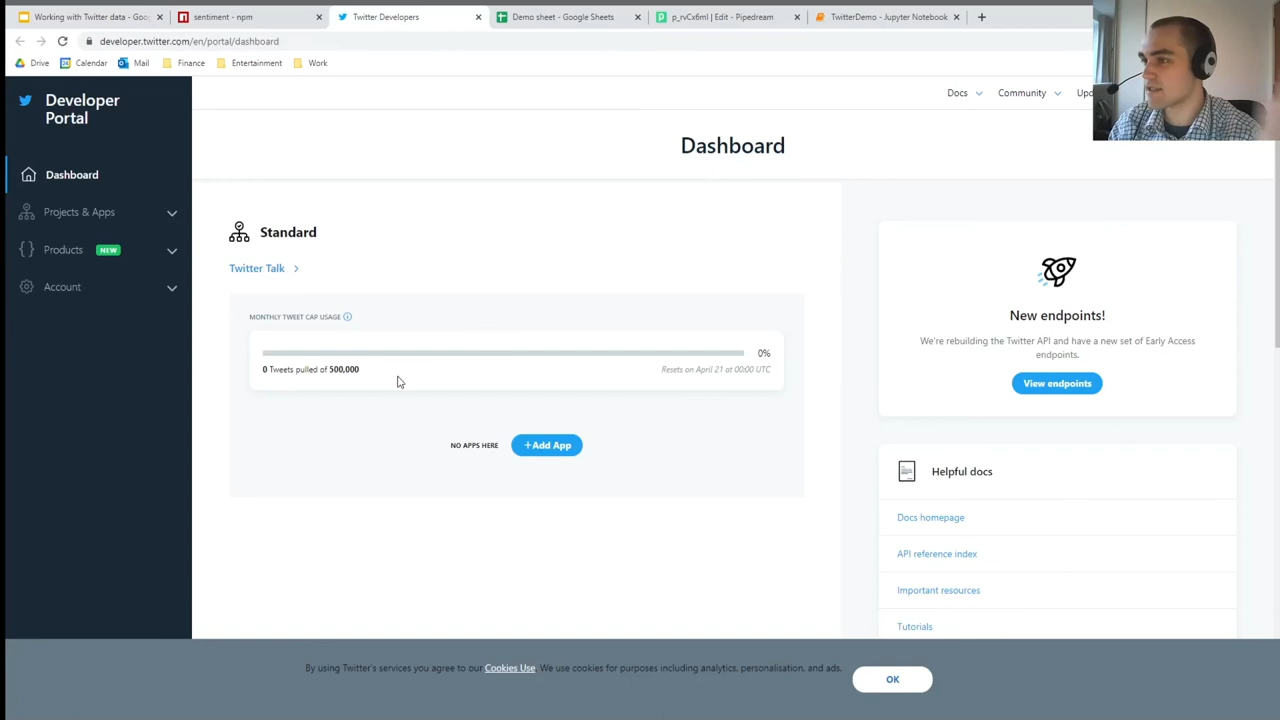 Working with Twitter data - Goog
sentiment - npm
Twitter Developers
Demo sheet - Google Sheets
p_rvCx6ml | Edit - Pipedream
TwitterDemo - Jupyter Notebook
developer.twitter.com/en/portal/dashboard
Drive
Calendar
Mail
Finance
Entertainment
Work
Developer
Portal
Docs
Community
Dashboard
Dashboard
Projects & Apps
Products NEW
Account
Standard
Twitter Talk
MONTHLY TWEET CAP USAGE
0%
0 Tweets pulled of 500,000
Resets on April 21 at 00:00 UTC
NO APPS HERE
+Add App
New endpoints!
We're rebuilding the Twitter API and have a new set of Early Access
endpoints.
View endpoints
Helpful docs
Docs homepage
API reference index
Important resources
Tutorials
By using Twitter's services you agree to our Cookies Use. We use cookies for purposes including analytics, personalisation, and ads.
OK